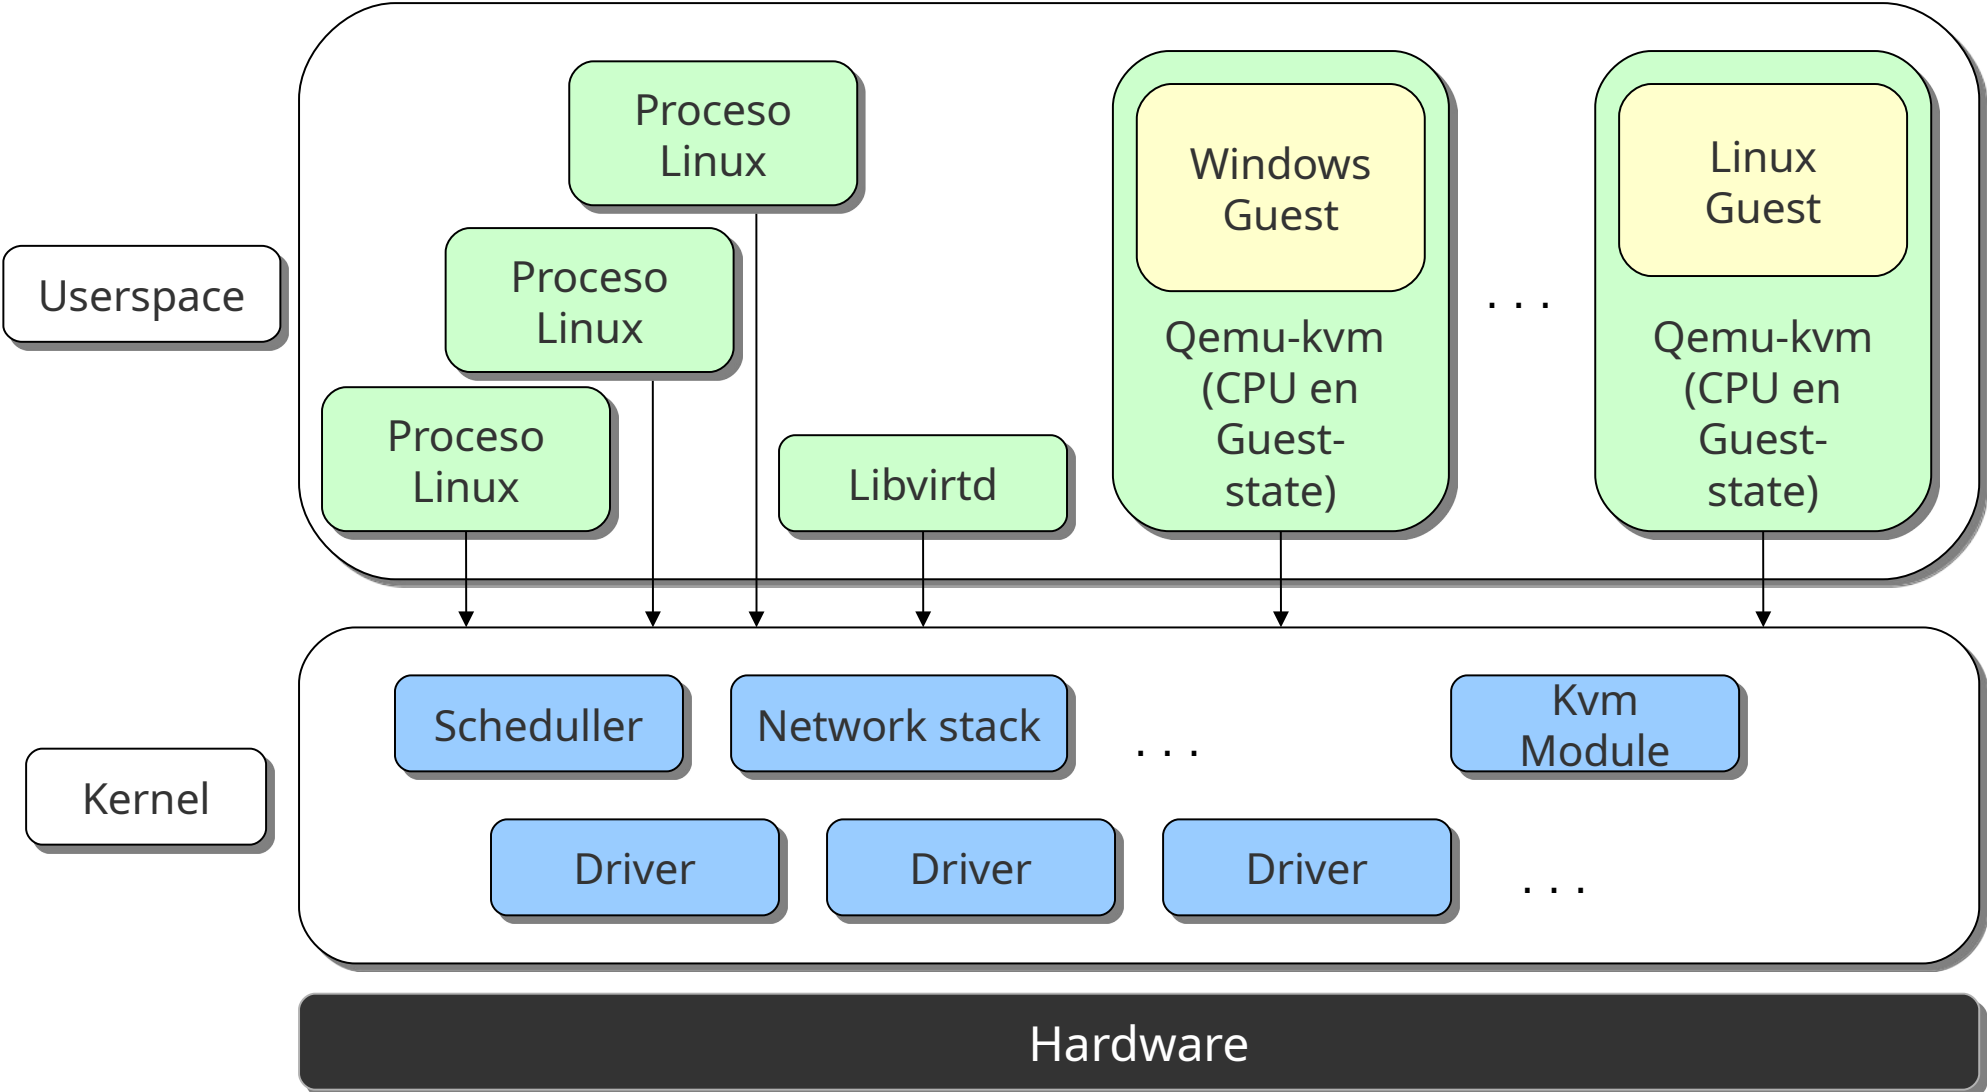 Proceso
Linux
Windows
Guest
Linux
Guest
Userspace
Proceso
Linux
. . .
Qemu-kvm
(CPU en
Guest-
state)
Qemu-kvm
(CPU en
Guest-
state)
Proceso
Linux
Libvirtd
Scheduller
Network stack
. . .
Kvm
Module
Kernel
Driver
Driver
Driver
. . .
Hardware